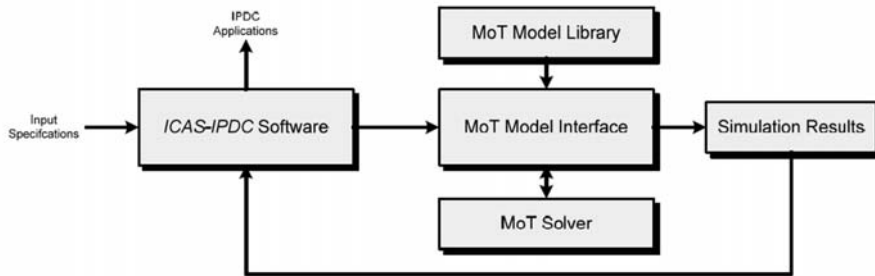 IPDC
Applications
MoT Model Library
Input
Specifcations
ICAS-IPDC Software
MoT Model Interface
Simulation Results
MoT Solver